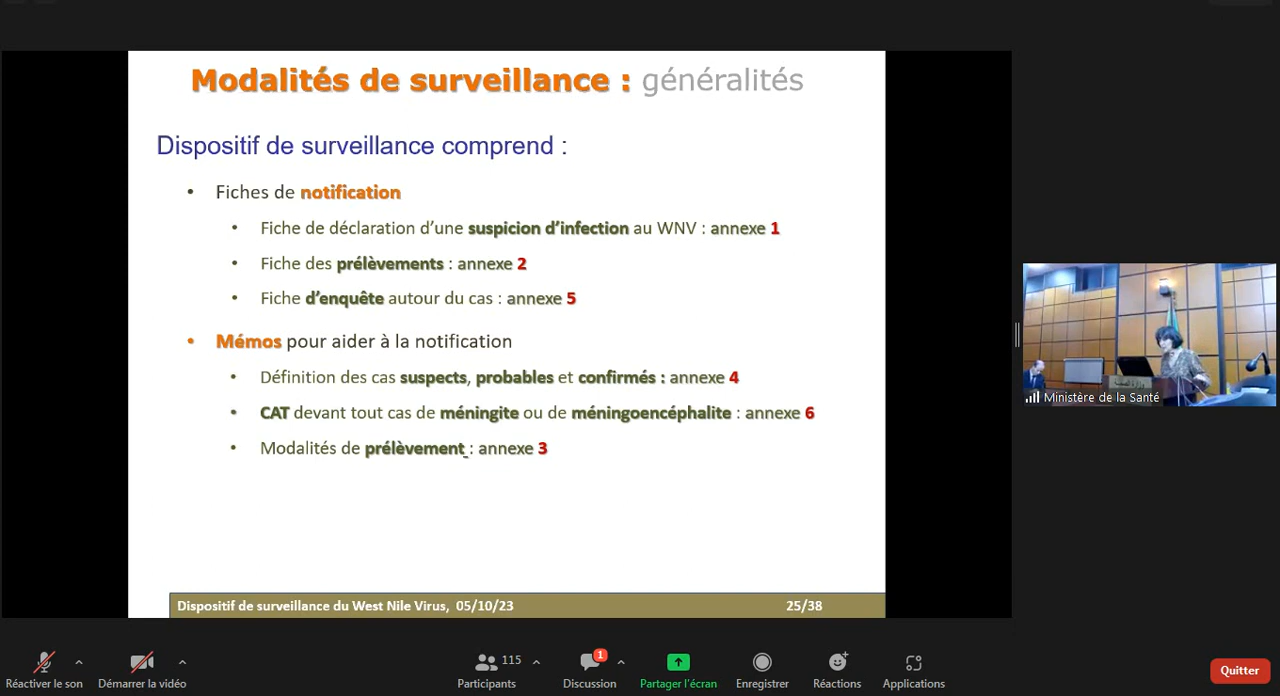 Modalités de surveillance : généralités
Dispositif de surveillance comprend :
• Fiches de notification
• Fiche de déclaration d’une suspicion d’infection au WNV : annexe 1
• Fiche des prélèvements : annexe 2
• Fiche d’enquête autour du cas : annexe 5
• Mémos pour aider à la notification
• Définition des cas suspects, probables et confirmés : annexe 4
• CAT devant tout cas de méningite ou de méningoencéphalite : annexe 6
• Modalités de prélèvement : annexe 3
Dispositif de surveillance du West Nile Virus, 05/10/23
25/38
وزارة الصحة
Ministère de la Santé
Réactiver le son
Démarrer la vidéo
115
Participants
1
Discussion
Partager l'écran
Enregistrer
Réactions
Applications
Quitter